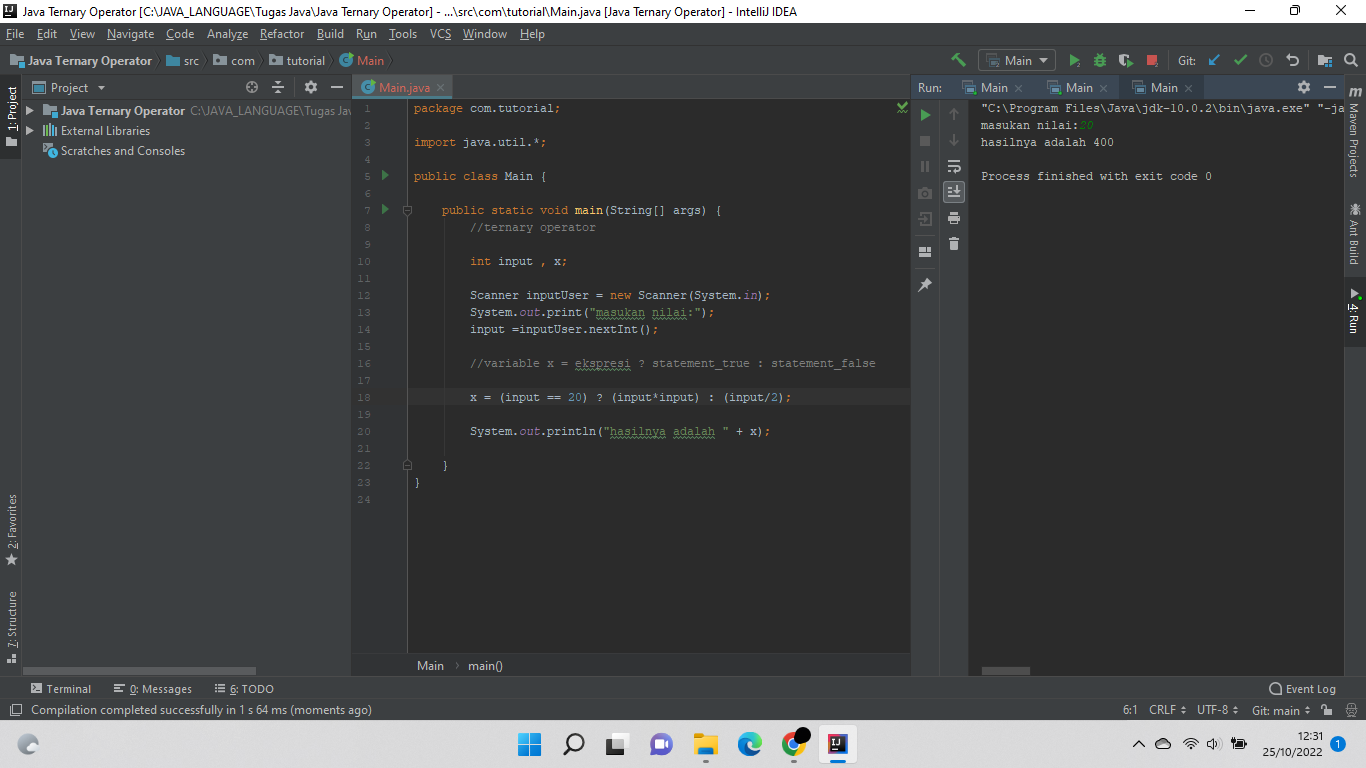 Java Ternary Operator [C:\JAVA_LANGUAGE\Tugas Java\Java Ternary Operator] - ...\src\com\tutorial\Main.java [Java Ternary Operator] - IntelliJ IDEA
File Edit View Navigate Code Analyze Refactor Build Run Tools VCS Window Help
Java Ternary Operator src com tutorial Main
Main Git:
1: Project
Project
Java Ternary Operator C:\JAVA_LANGUAGE\Tugas Jav
External Libraries
Scratches and Consoles
2: Favorites
7: Structure
Main.java
1 package com.tutorial;
2
3 import java.util.*;
4
5 public class Main {
6
7 public static void main(String[] args) {
8 //ternary operator
9
10 int input , x;
11
12 Scanner inputUser = new Scanner(System.in);
13 System.out.print("masukan nilai:");
14 input =inputUser.nextInt();
15
16 //variable x = ekspresi ? statement_true : statement_false
17
18 x = (input == 20) ? (input*input) : (input/2);
19
20 System.out.println("hasilnya adalah " + x);
21
22 }
23 }
24
Main main()
Run: Main Main Main
"C:\Program Files\Java\jdk-10.0.2\bin\java.exe" "-ja
masukan nilai:20
hasilnya adalah 400
Process finished with exit code 0
m Maven Projects
Ant Build
4: Run
Terminal 0: Messages 6: TODO Event Log
Compilation completed successfully in 1 s 64 ms (moments ago) 6:1 CRLF UTF-8 Git: main
12:31
25/10/2022 1